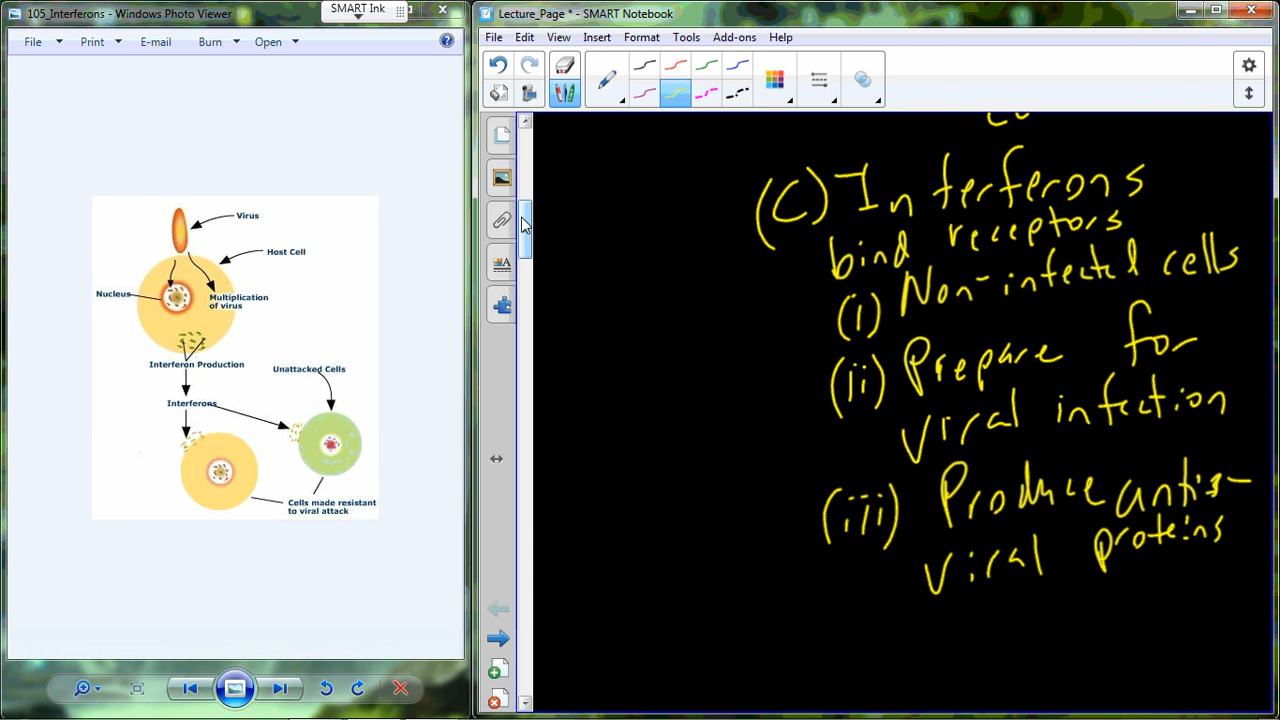 105_Interferons - Windows Photo Viewer
SMART Ink
File Print E-mail Burn Open
Virus
Host Cell
Nucleus
Multiplication
of virus
Interferon Production
Unattacked Cells
Interferons
Cells made resistant
to viral attack
Lecture_Page * - SMART Notebook
File Edit View Insert Format Tools Add-ons Help
(C) Interferons
bind receptors
(i) Non-infected cells
(ii) Prepare for
viral infection
(iii) Produce anti-
viral proteins